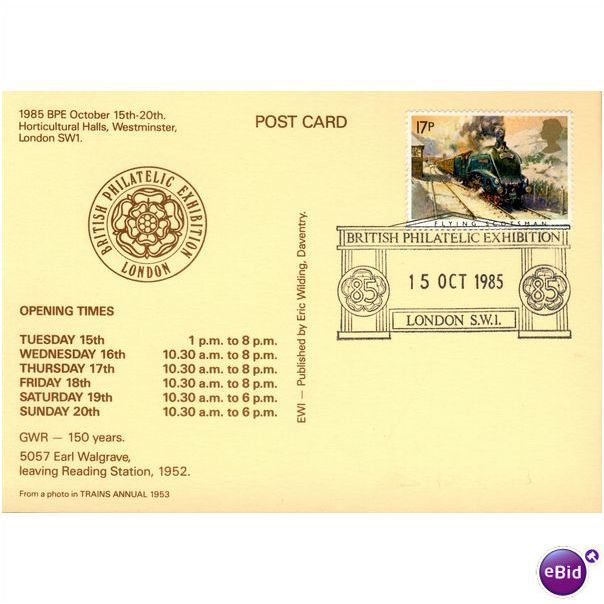 1985 BPE October 15th-20th.
Horticultural Halls, Westminster,
London SW1.
POST CARD
17P
FLYING SCOTSMAN
BRITISH PHILATELIC EXHIBITION
LONDON
BRITISH PHILATELIC EXHIBITION
85
15 OCT 1985
85
LONDON S.W.1.
OPENING TIMES
TUESDAY 15th 1 p.m. to 8 p.m.
WEDNESDAY 16th 10.30 a.m. to 8 p.m.
THURSDAY 17th 10.30 a.m. to 8 p.m.
FRIDAY 18th 10.30 a.m. to 8 p.m.
SATURDAY 19th 10.30 a.m. to 6 p.m.
SUNDAY 20th 10.30 a.m. to 6 p.m.
EWI — Published by Eric Wilding, Daventry.
GWR — 150 years.
5057 Earl Walgrave,
leaving Reading Station, 1952.
From a photo in TRAINS ANNUAL 1953
eBid